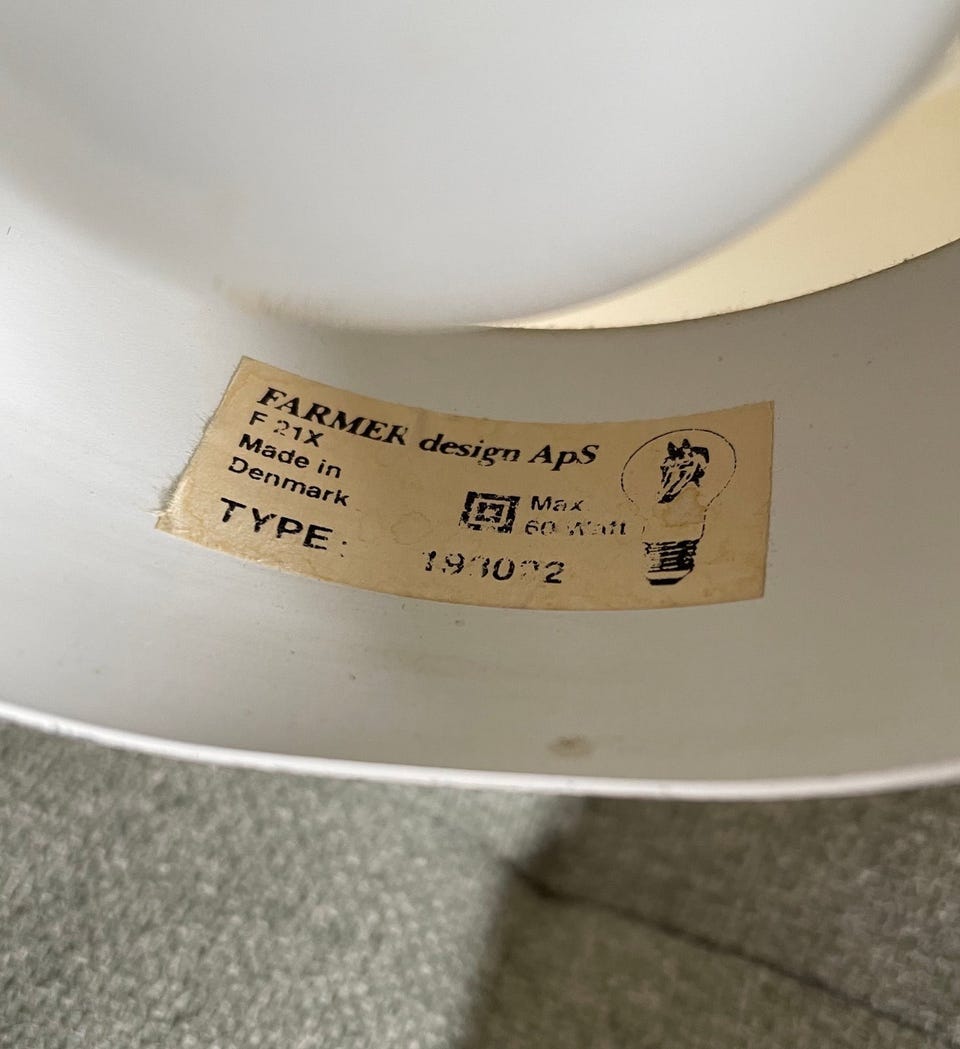 FARMER design ApS
F 21X
Made in
Denmark
Max
60 Watt
TYPE: